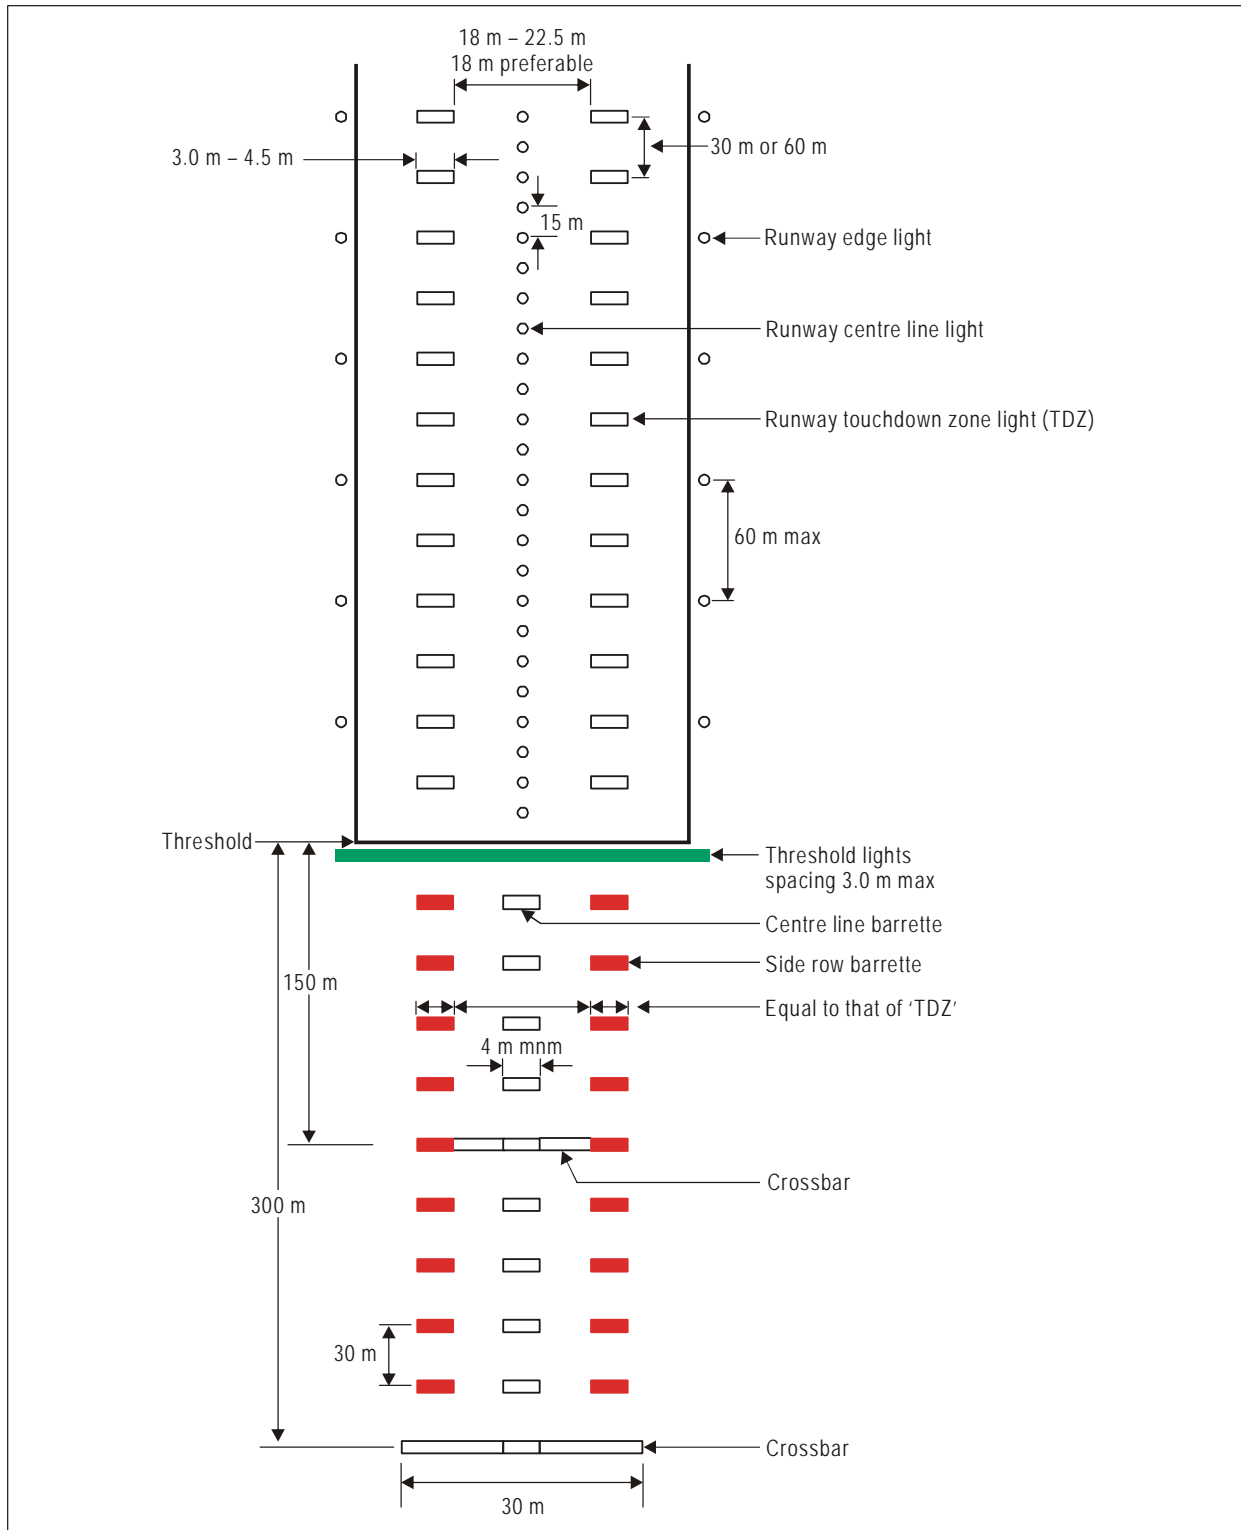 18 m – 22.5 m
18 m preferable
3.0 m – 4.5 m
30 m or 60 m
15 m
Runway edge light
Runway centre line light
Runway touchdown zone light (TDZ)
60 m max
Threshold
Threshold lights
spacing 3.0 m max
Centre line barrette
Side row barrette
150 m
Equal to that of ‘TDZ’
4 m mnm
Crossbar
300 m
30 m
Crossbar
30 m